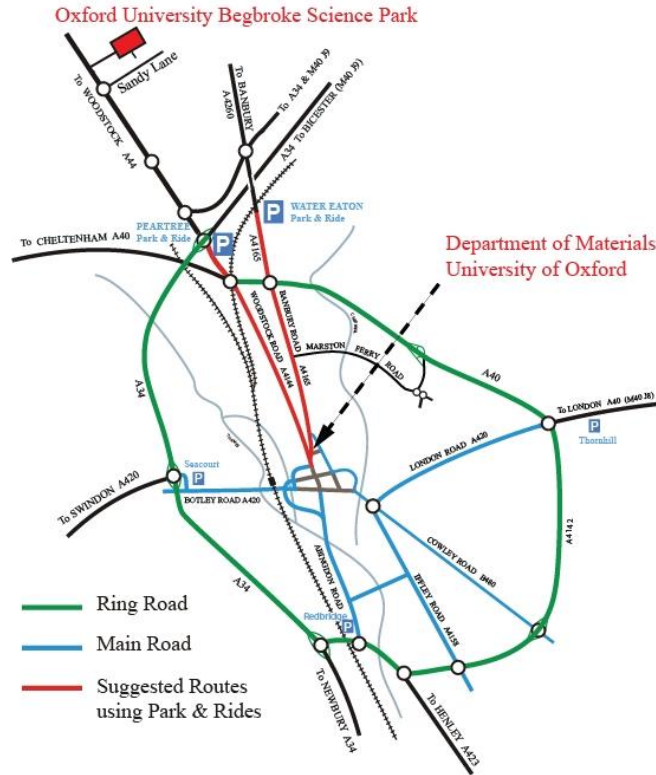 Oxford University Begbroke Science Park
Sandy Lane
To WOODSTOCK A44
To BANBURY
A4260
To A34 & M40 J9
A34 To BICESTER (M40 J9)
P
WATER EATON
Park & Ride
PEARTREE
Park & Ride
P
To CHELTENHAM A40
A4165
Department of Materials
University of Oxford
WOODSTOCK ROAD A4144
BANBURY ROAD
A4165
MARSTON FERRY ROAD
A40
A34
To LONDON A40 (M40 J8)
P
Thornhill
LONDON ROAD A420
Seacourt
P
To SWINDON A420
BOTLEY ROAD A420
A4142
COWLEY ROAD B480
ABINGDON ROAD
IFFLEY ROAD A4158
A34
Redbridge
P
Ring Road
Main Road
Suggested Routes
using Park & Rides
To NEWBURY
A34
To HENLEY
A423